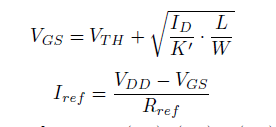 V_{GS} = V_{TH} + \sqrt{\frac{I_D}{K'} \cdot \frac{L}{W}}
I_{ref} = \frac{V_{DD} - V_{GS}}{R_{ref}}